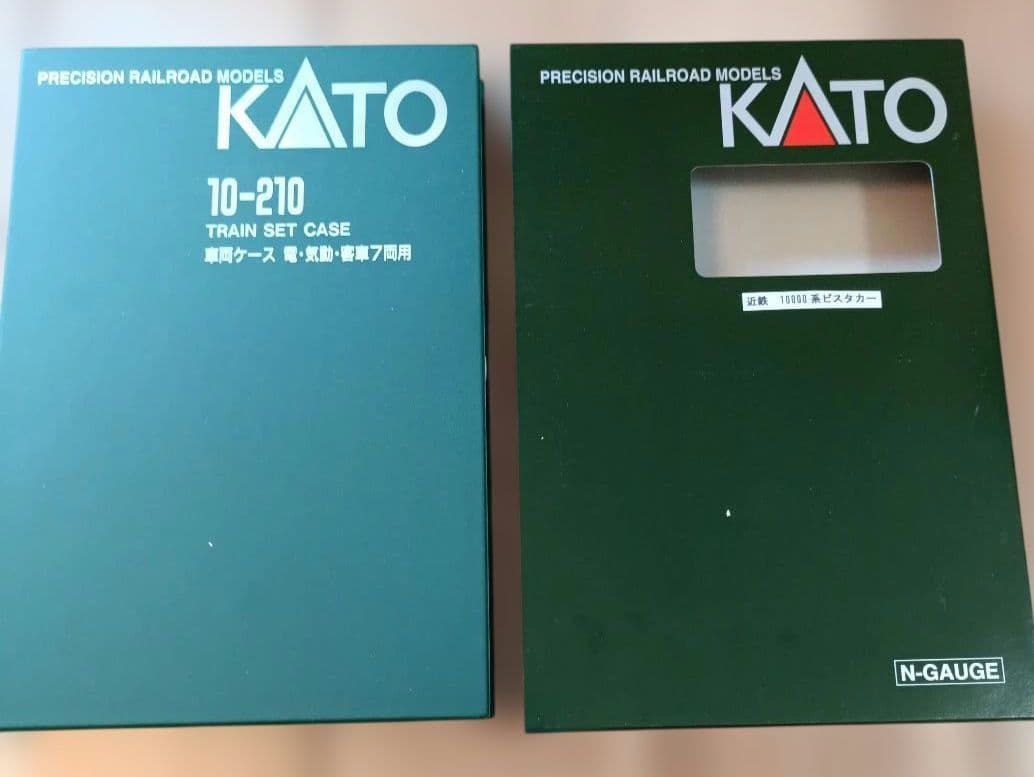 PRECISION RAILROAD MODELS
KATO
10-210
TRAIN SET CASE
車両ケース 電・気動・客車7両用
PRECISION RAILROAD MODELS
KATO
近鉄 10000系ビスタカー
N-GAUGE